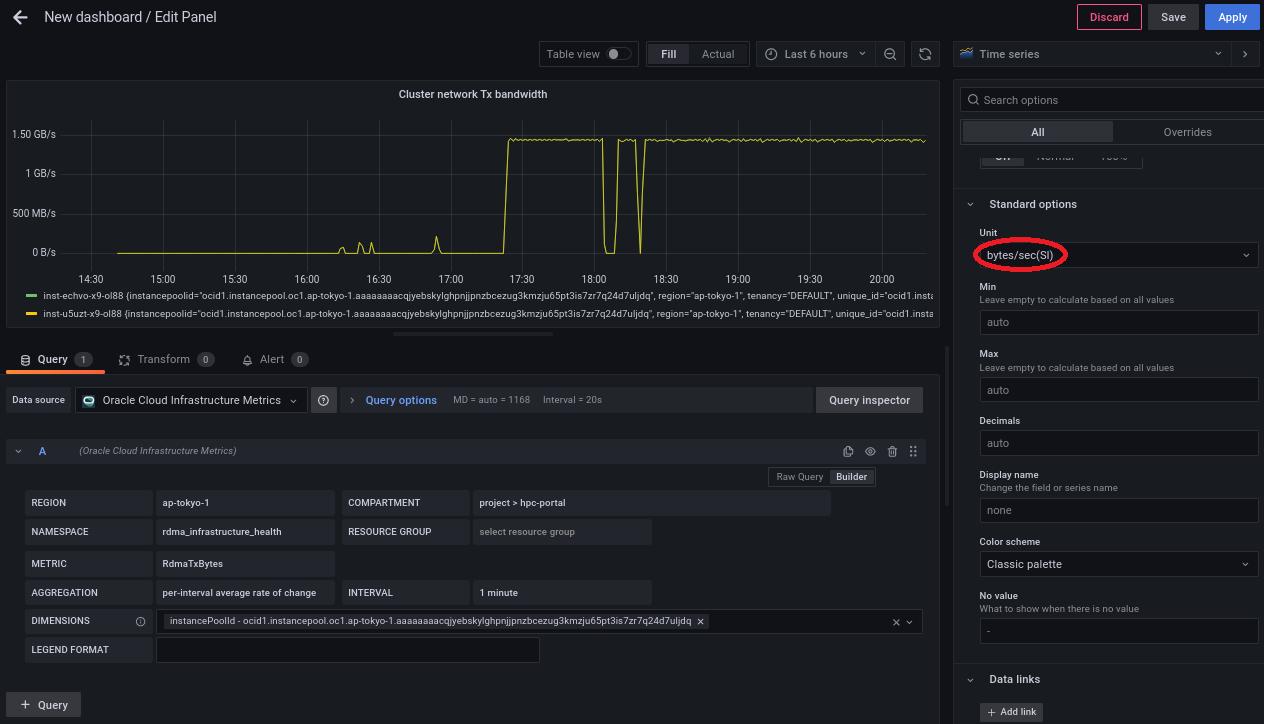 New dashboard / Edit Panel
Discard Save Apply
Table view Fill Actual Last 6 hours
Time series
Search options
All Overrides
Cluster network Tx bandwidth
1.50 GB/s
1 GB/s
500 MB/s
0 B/s
14:30 15:00 15:30 16:00 16:30 17:00 17:30 18:00 18:30 19:00 19:30 20:00
inst-echvo-x9-ol88 {instancepoolid="ocid1.instancepool.oc1.ap-tokyo-1.aaaaaaaacqjyebskylghpnjjpnzbcezug3kmzju65pt3is7zr7q24d7uljdq", region="ap-tokyo-1", tenancy="DEFAULT", unique_id="ocid1.insta
inst-u5uzt-x9-ol88 {instancepoolid="ocid1.instancepool.oc1.ap-tokyo-1.aaaaaaaacqjyebskylghpnjjpnzbcezug3kmzju65pt3is7zr7q24d7uljdq", region="ap-tokyo-1", tenancy="DEFAULT", unique_id="ocid1.insta
Query 1 Transform 0 Alert 0
Data source Oracle Cloud Infrastructure Metrics Query options MD = auto = 1168 Interval = 20s Query inspector
A (Oracle Cloud Infrastructure Metrics)
Raw Query Builder
REGION ap-tokyo-1 COMPARTMENT project > hpc-portal
NAMESPACE rdma_infrastructure_health RESOURCE GROUP select resource group
METRIC RdmaTxBytes
AGGREGATION per-interval average rate of change INTERVAL 1 minute
DIMENSIONS instancePoolId - ocid1.instancepool.oc1.ap-tokyo-1.aaaaaaaacqjyebskylghpnjjpnzbcezug3kmzju65pt3is7zr7q24d7uljdq
LEGEND FORMAT
+ Query
Standard options
Unit
bytes/sec(SI)
Min
Leave empty to calculate based on all values
auto
Max
Leave empty to calculate based on all values
auto
Decimals
auto
Display name
Change the field or series name
none
Color scheme
Classic palette
No value
What to show when there is no value
-
Data links
+ Add link